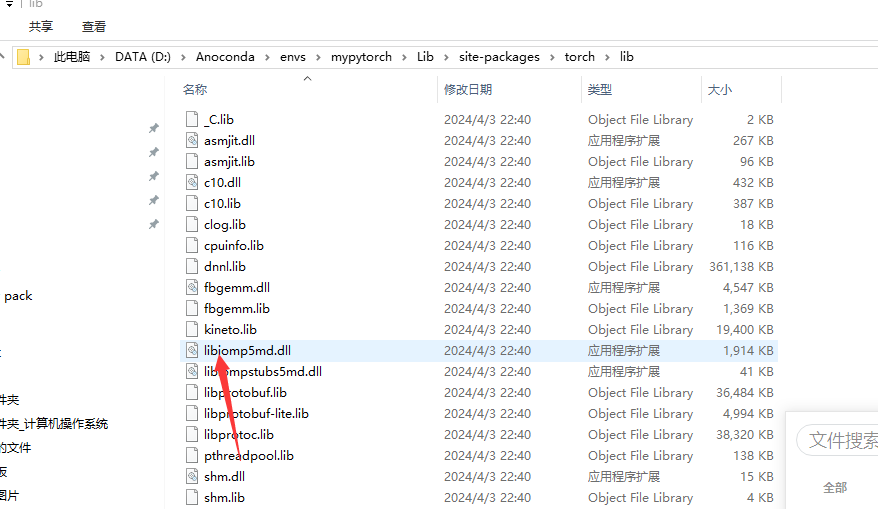 lib
共享 查看
此电脑 DATA (D:) Anoconda envs mypytorch Lib site-packages torch lib
名称 修改日期 类型 大小
_C.lib 2024/4/3 22:40 Object File Library 2 KB
asmjit.dll 2024/4/3 22:40 应用程序扩展 267 KB
asmjit.lib 2024/4/3 22:40 Object File Library 96 KB
c10.dll 2024/4/3 22:40 应用程序扩展 432 KB
c10.lib 2024/4/3 22:40 Object File Library 387 KB
clog.lib 2024/4/3 22:40 Object File Library 18 KB
cpuinfo.lib 2024/4/3 22:40 Object File Library 116 KB
dnnl.lib 2024/4/3 22:40 Object File Library 361,138 KB
fbgemm.dll 2024/4/3 22:40 应用程序扩展 4,547 KB
pack
fbgemm.lib 2024/4/3 22:40 Object File Library 1,369 KB
kineto.lib 2024/4/3 22:40 Object File Library 19,400 KB
libiomp5md.dll 2024/4/3 22:40 应用程序扩展 1,914 KB
libiompstubs5md.dll 2024/4/3 22:40 应用程序扩展 41 KB
libprotobuf.lib 2024/4/3 22:40 Object File Library 36,484 KB
件夹
libprotobuf-lite.lib 2024/4/3 22:40 Object File Library 4,994 KB
件夹_计算机操作系统
libprotoc.lib 2024/4/3 22:40 Object File Library 38,320 KB
文件搜索
的文件
pthreadpool.lib 2024/4/3 22:40 Object File Library 138 KB
shm.dll 2024/4/3 22:40 应用程序扩展 15 KB
全部
图片
shm.lib 2024/4/3 22:40 Object File Library 4 KB